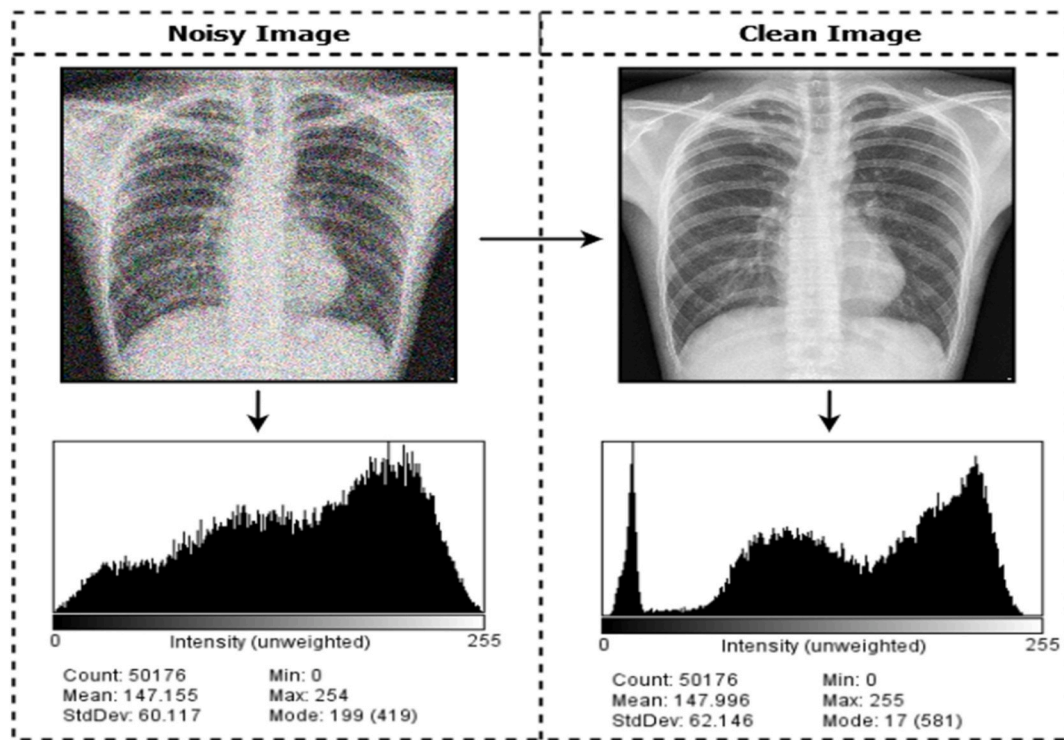 Noisy Image
Clean Image
0 255
Intensity (unweighted)
Count: 50176 Min: 0
Mean: 147.155 Max: 254
StdDev: 60.117 Mode: 199 (419)
0 255
Intensity (unweighted)
Count: 50176 Min: 0
Mean: 147.996 Max: 255
StdDev: 62.146 Mode: 17 (581)